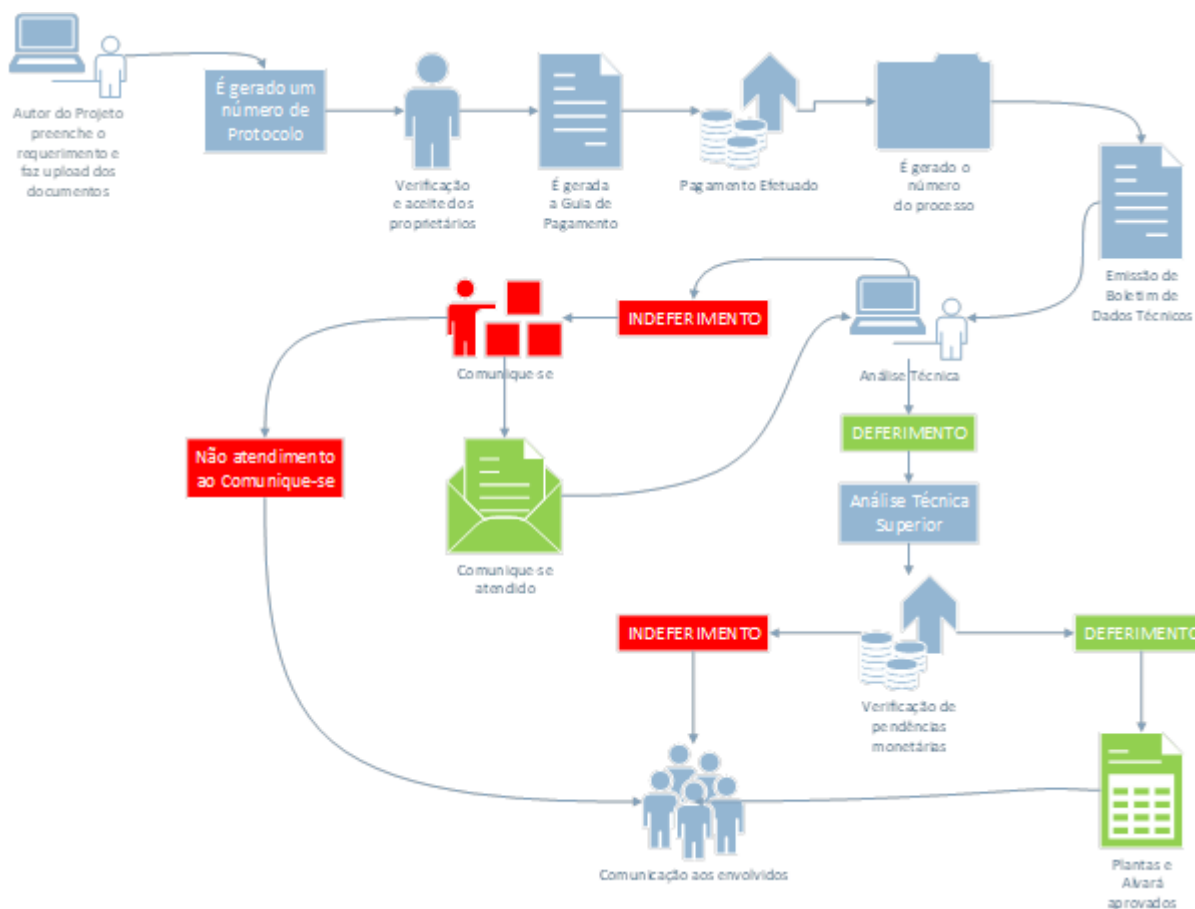 Autor do Projeto
preenche o
requerimento e
faz upload dos
documentos
É gerado um
número de
Protocolo
Verificação
e aceite dos
proprietários
É gerada
a Guia de
Pagamento
Pagamento Efetuado
É gerado o
número
do processo
Emissão de
Boletim de
Dados Técnicos
INDEFERIMENTO
Comunique-se
Análise Técnica
DEFERIMENTO
Não atendimento
ao Comunique-se
Análise Técnica
Superior
Comunique-se
atendido
INDEFERIMENTO
DEFERIMENTO
Verificação de
pendências
monetárias
Comunicação aos envolvidos
Plantas e
Alvará
aprovados